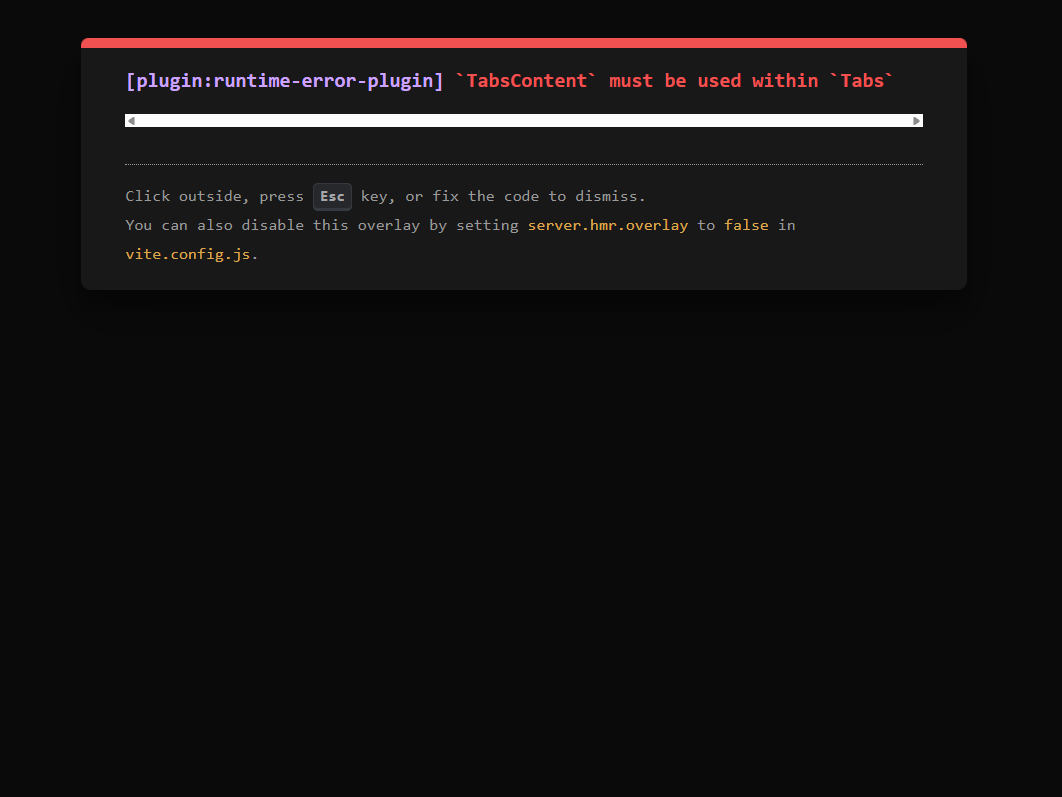 [plugin:runtime-error-plugin] `TabsContent` must be used within `Tabs`
Click outside, press Esc key, or fix the code to dismiss.
You can also disable this overlay by setting server.hmr.overlay to false in
vite.config.js.